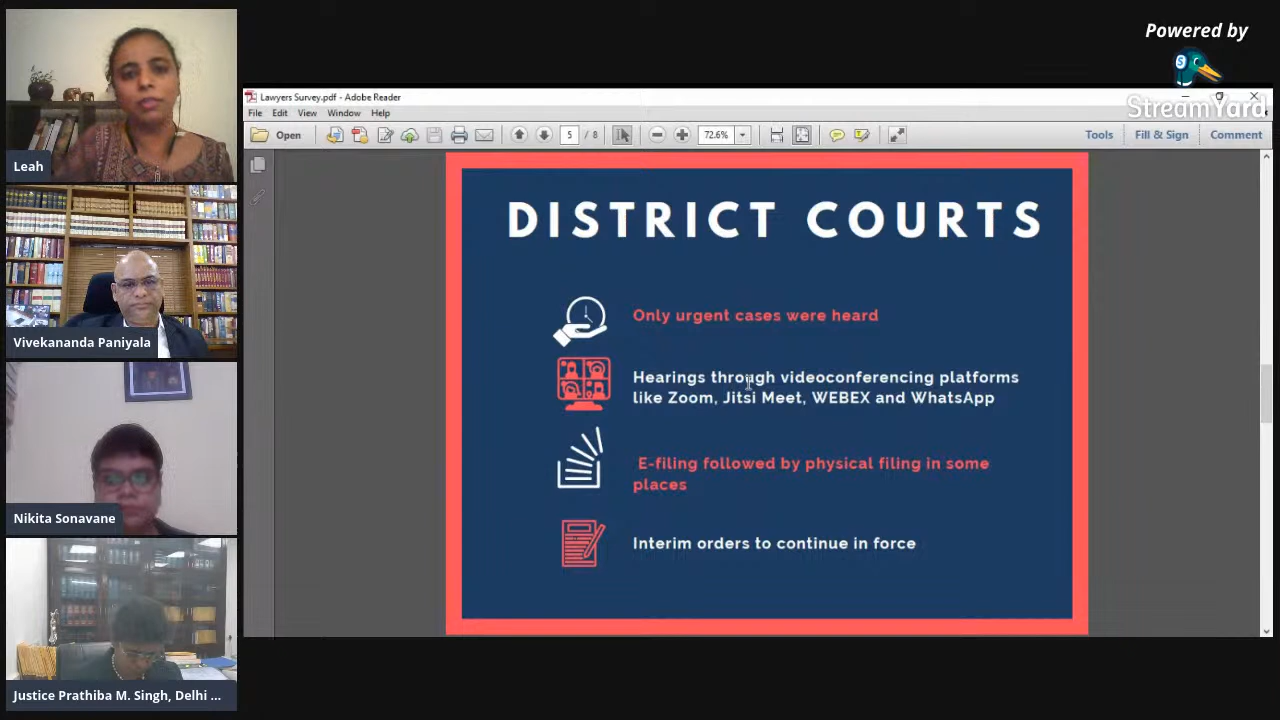 Powered by
StreamYard
Leah
Vivekananda Paniyala
Nikita Sonavane
Justice Prathiba M. Singh, Delhi ...
Lawyers Survey.pdf - Adobe Reader
File Edit View Window Help
Open 5 / 8 72.6% Tools Fill & Sign Comment
DISTRICT COURTS
Only urgent cases were heard
Hearings through videoconferencing platforms
like Zoom, Jitsi Meet, WEBEX and WhatsApp
E-filing followed by physical filing in some
places
Interim orders to continue in force